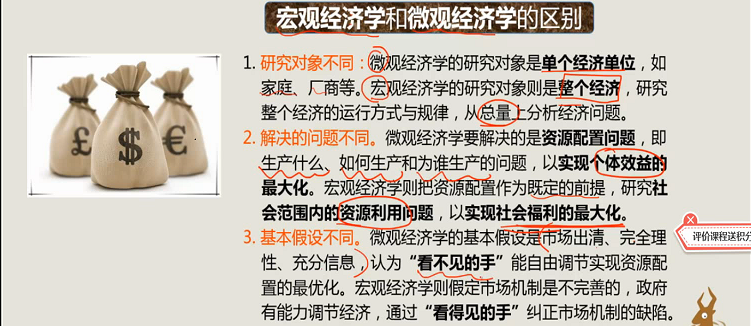 宏观经济学和微观经济学的区别
1. 研究对象不同：微观经济学的研究对象是单个经济单位，如
家庭、厂商等。宏观经济学的研究对象则是整个经济，研究
整个经济的运行方式与规律，从总量上分析经济问题。
2. 解决的问题不同。微观经济学要解决的是资源配置问题，即
生产什么、如何生产和为谁生产的问题，以实现个体效益的
最大化。宏观经济学则把资源配置作为既定的前提，研究社
会范围内的资源利用问题，以实现社会福利的最大化。
3. 基本假设不同。微观经济学的基本假设是市场出清、完全理
性、充分信息，认为“看不见的手”能自由调节实现资源配
置的最优化。宏观经济学则假定市场机制是不完善的，政府
有能力调节经济，通过“看得见的手”纠正市场机制的缺陷。
£ $ €
评价课程送积分